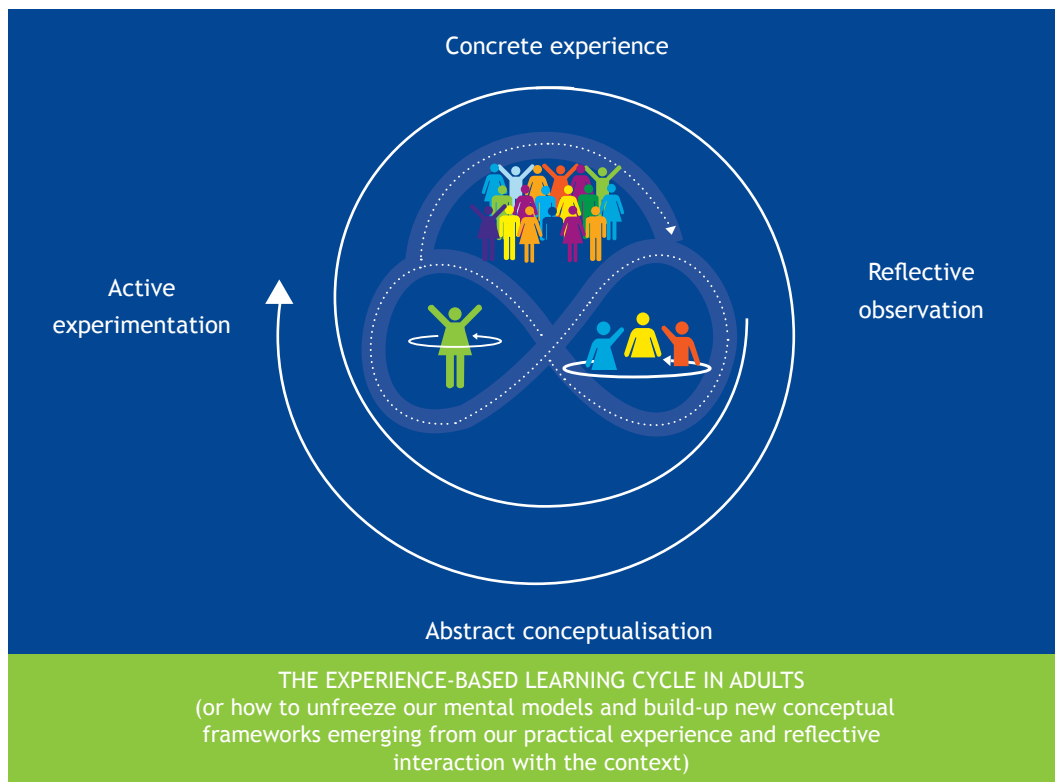 Concrete experience
Reflective
observation
Active
experimentation
Abstract conceptualisation
THE EXPERIENCE-BASED LEARNING CYCLE IN ADULTS
(or how to unfreeze our mental models and build-up new conceptual
frameworks emerging from our practical experience and reflective
interaction with the context)